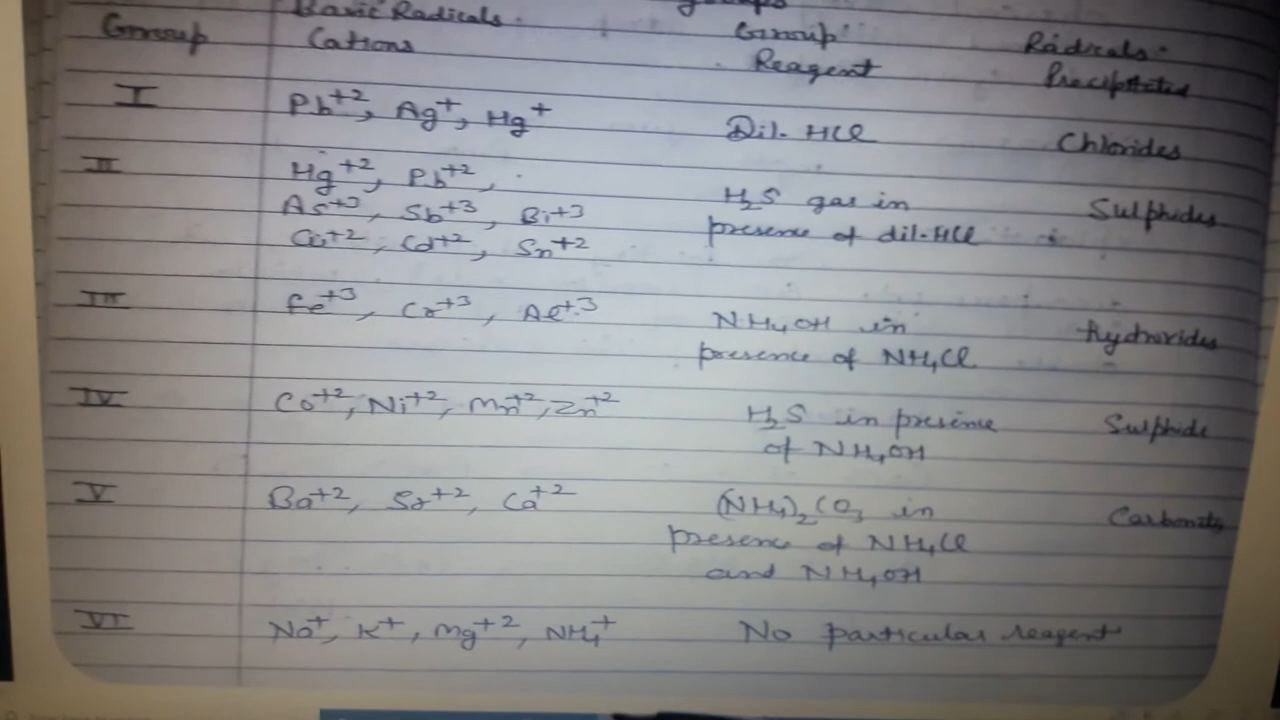 Basic Radicals. groups
Group Cations Group Reagent Radicals Precipitated
I Pb+2, Ag+, Hg+ Dil. HCl Chlorides
II Hg+2, Pb+2,
As+3, Sb+3, Bi+3 H2S gas in Sulphides
Cu+2, Cd+2, Sn+2 presence of dil. HCl
III Fe+3, Cr+3, Al+3 NH4OH in Hydroxides
presence of NH4Cl
IV Co+2, Ni+2, Mn+2, Zn+2 H2S in presence Sulphide
of NH4OH
V Ba+2, Sr+2, Ca+2 (NH4)2CO3 in
presence of NH4Cl
and NH4OH
VI Na+, K+, Mg+2, NH4+ No particular reagent